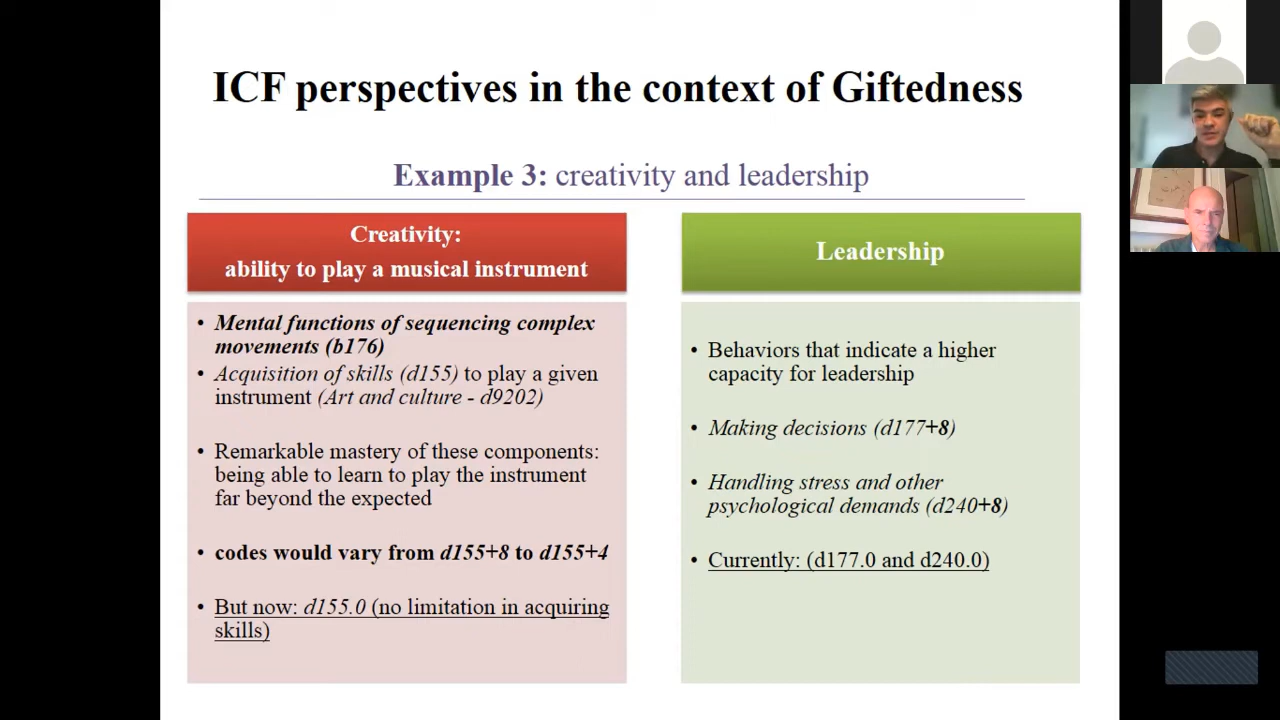 ICF perspectives in the context of Giftedness
Example 3: creativity and leadership
Creativity:
ability to play a musical instrument
• Mental functions of sequencing complex
movements (b176)
• Acquisition of skills (d155) to play a given
instrument (Art and culture - d9202)
• Remarkable mastery of these components:
being able to learn to play the instrument
far beyond the expected
• codes would vary from d155+8 to d155+4
• But now: d155.0 (no limitation in acquiring
skills)
Leadership
• Behaviors that indicate a higher
capacity for leadership
• Making decisions (d177+8)
• Handling stress and other
psychological demands (d240+8)
• Currently: (d177.0 and d240.0)